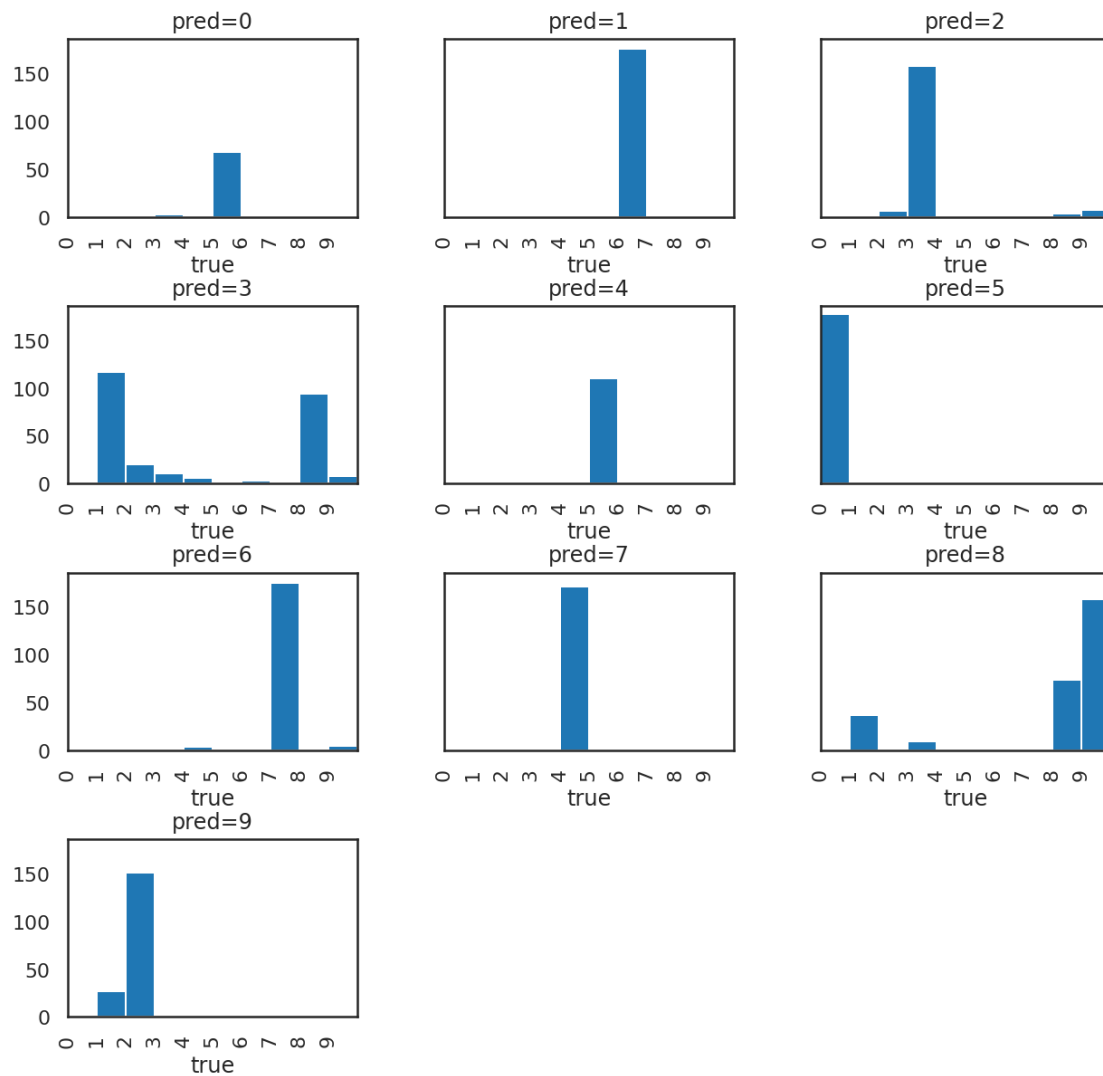 pred=0 pred=1 pred=2
150
100
50
0
0 1 2 3 4 5 6 7 8 9 0 1 2 3 4 5 6 7 8 9 0 1 2 3 4 5 6 7 8 9
true true true
pred=3 pred=4 pred=5
150
100
50
0
0 1 2 3 4 5 6 7 8 9 0 1 2 3 4 5 6 7 8 9 0 1 2 3 4 5 6 7 8 9
true true true
pred=6 pred=7 pred=8
150
100
50
0
0 1 2 3 4 5 6 7 8 9 0 1 2 3 4 5 6 7 8 9 0 1 2 3 4 5 6 7 8 9
true true true
pred=9
150
100
50
0
0 1 2 3 4 5 6 7 8 9
true